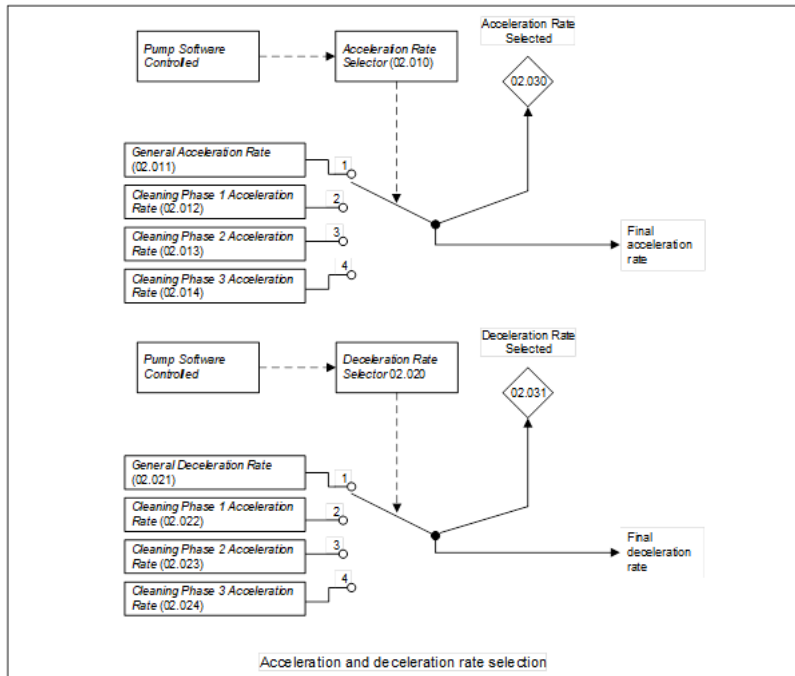 Acceleration Rate
Selected
Pump Software
Controlled
Acceleration Rate
Selector (02.010)
02.030
General Acceleration Rate
(02.011)
1
Cleaning Phase 1 Acceleration
Rate (02.012)
2
Cleaning Phase 2 Acceleration
Rate (02.013)
3
Cleaning Phase 3 Acceleration
Rate (02.014)
4
Final
acceleration
rate
Deceleration Rate
Selected
Pump Software
Controlled
Deceleration Rate
Selector 02.020
02.031
General Deceleration Rate
(02.021)
1
Cleaning Phase 1 Acceleration
Rate (02.022)
2
Cleaning Phase 2 Acceleration
Rate (02.023)
3
Cleaning Phase 3 Acceleration
Rate (02.024)
4
Final
deceleration
rate
Acceleration and deceleration rate selection